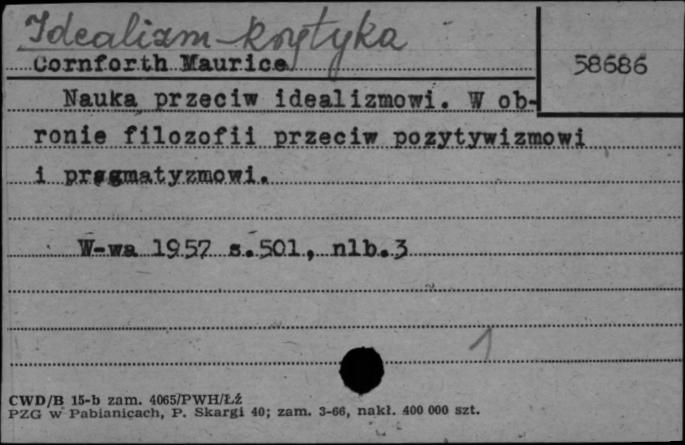 Idealizm - krytyka
Cornforth Maurice
58686
Nauka przeciw idealizmowi. W ob-
ronie filozofii przeciw pozytywizmowi
i pragmatyzmowi.
W-wa 1957 s.501, nlb.3
1
CWD/B 15-b zam. 4065/PWH/Łź
PZG w Pabianicach, P. Skargi 40; zam. 3-66, nakł. 400 000 szt.